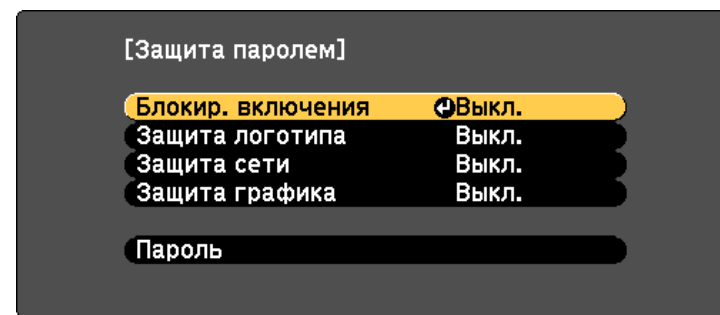 [Защита паролем]
Блокир. включения Выкл.
Защита логотипа Выкл.
Защита сети Выкл.
Защита графика Выкл.
Пароль